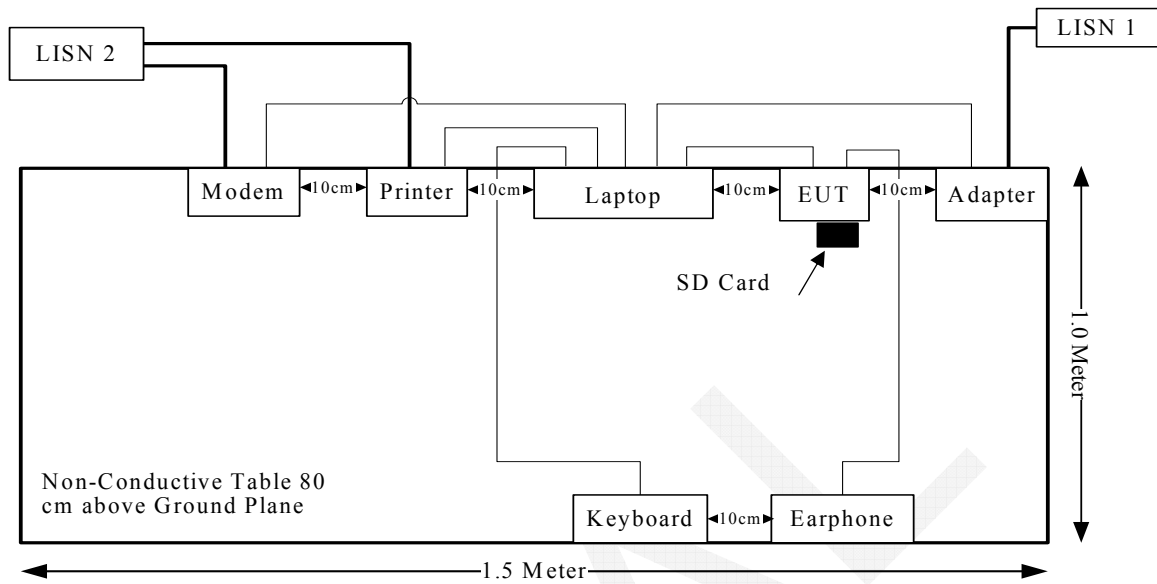 LISN 2
LISN 1
Modem
10cm
Printer
10cm
Laptop
10cm
EUT
10cm
Adapter
SD Card
1.0 Meter
Non-Conductive Table 80
cm above Ground Plane
Keyboard
10cm
Earphone
1.5 Meter